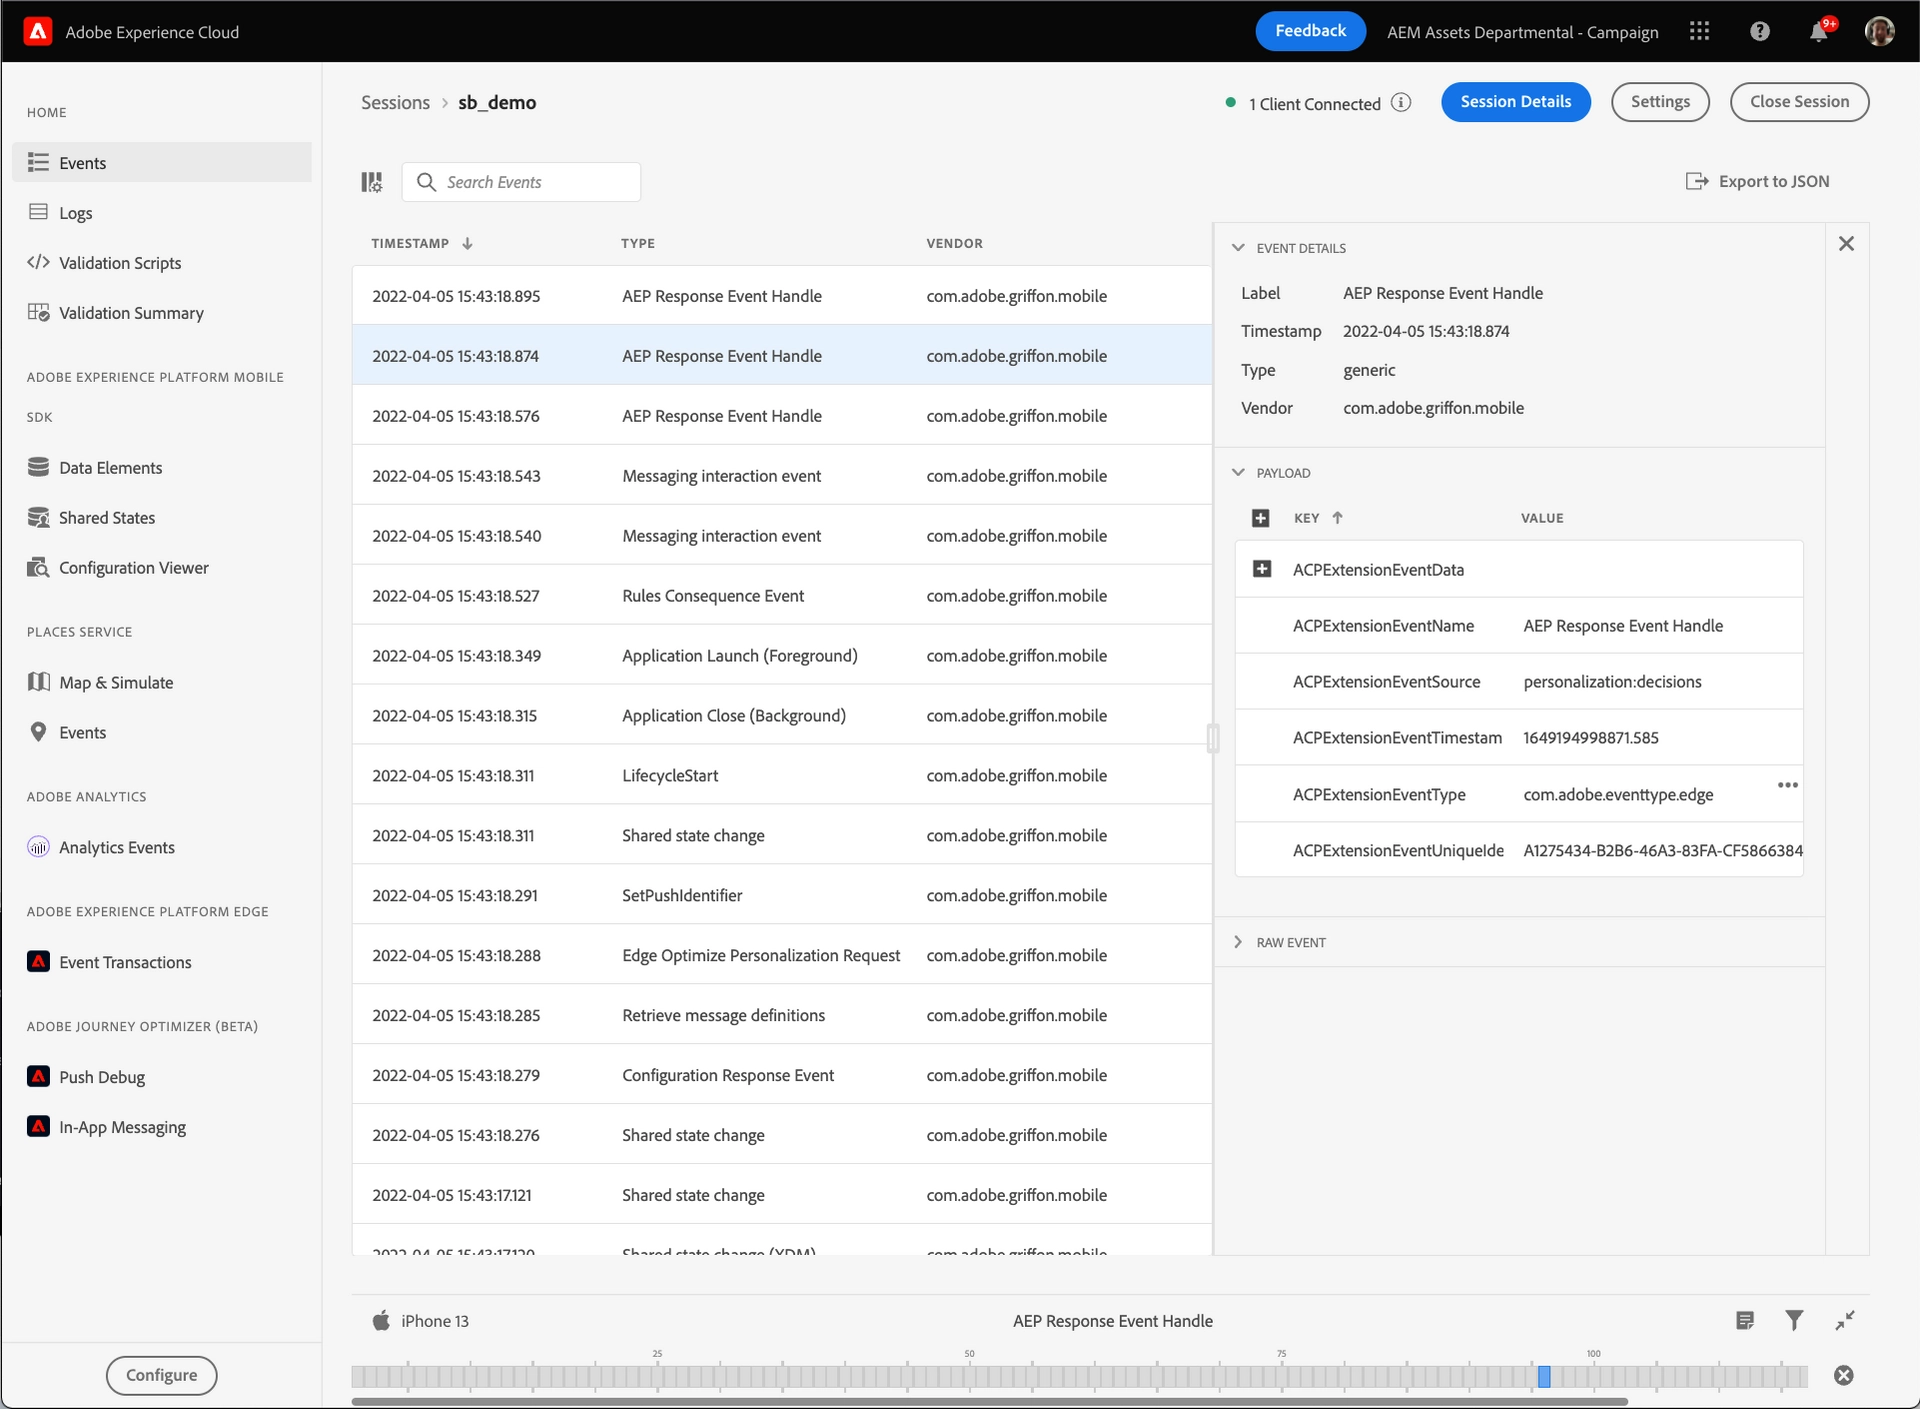 Adobe Experience Cloud
Feedback
AEM Assets Departmental - Campaign
9+
HOME
Events
Logs
Validation Scripts
Validation Summary
ADOBE EXPERIENCE PLATFORM MOBILE
SDK
Data Elements
Shared States
Configuration Viewer
PLACES SERVICE
Map & Simulate
Events
ADOBE ANALYTICS
Analytics Events
ADOBE EXPERIENCE PLATFORM EDGE
Event Transactions
ADOBE JOURNEY OPTIMIZER (BETA)
Push Debug
In-App Messaging
Configure
Sessions > sb_demo
1 Client Connected
Session Details
Settings
Close Session
Search Events
Export to JSON
TIMESTAMP TYPE VENDOR
2022-04-05 15:43:18.895 AEP Response Event Handle com.adobe.griffon.mobile
2022-04-05 15:43:18.874 AEP Response Event Handle com.adobe.griffon.mobile
2022-04-05 15:43:18.576 AEP Response Event Handle com.adobe.griffon.mobile
2022-04-05 15:43:18.543 Messaging interaction event com.adobe.griffon.mobile
2022-04-05 15:43:18.540 Messaging interaction event com.adobe.griffon.mobile
2022-04-05 15:43:18.527 Rules Consequence Event com.adobe.griffon.mobile
2022-04-05 15:43:18.349 Application Launch (Foreground) com.adobe.griffon.mobile
2022-04-05 15:43:18.315 Application Close (Background) com.adobe.griffon.mobile
2022-04-05 15:43:18.311 LifecycleStart com.adobe.griffon.mobile
2022-04-05 15:43:18.311 Shared state change com.adobe.griffon.mobile
2022-04-05 15:43:18.291 SetPushIdentifier com.adobe.griffon.mobile
2022-04-05 15:43:18.288 Edge Optimize Personalization Request com.adobe.griffon.mobile
2022-04-05 15:43:18.285 Retrieve message definitions com.adobe.griffon.mobile
2022-04-05 15:43:18.279 Configuration Response Event com.adobe.griffon.mobile
2022-04-05 15:43:18.276 Shared state change com.adobe.griffon.mobile
2022-04-05 15:43:17.121 Shared state change com.adobe.griffon.mobile
2022-04-05 15:43:17.120 Shared state change (XDM) com.adobe.griffon.mobile
EVENT DETAILS
Label AEP Response Event Handle
Timestamp 2022-04-05 15:43:18.874
Type generic
Vendor com.adobe.griffon.mobile
PAYLOAD
KEY VALUE
ACPExtensionEventData
ACPExtensionEventName AEP Response Event Handle
ACPExtensionEventSource personalization:decisions
ACPExtensionEventTimestam 1649194998871.585
ACPExtensionEventType com.adobe.eventtype.edge
ACPExtensionEventUniqueIde A1275434-B2B6-46A3-83FA-CF5866384
RAW EVENT
iPhone 13
AEP Response Event Handle
25 50 75 100